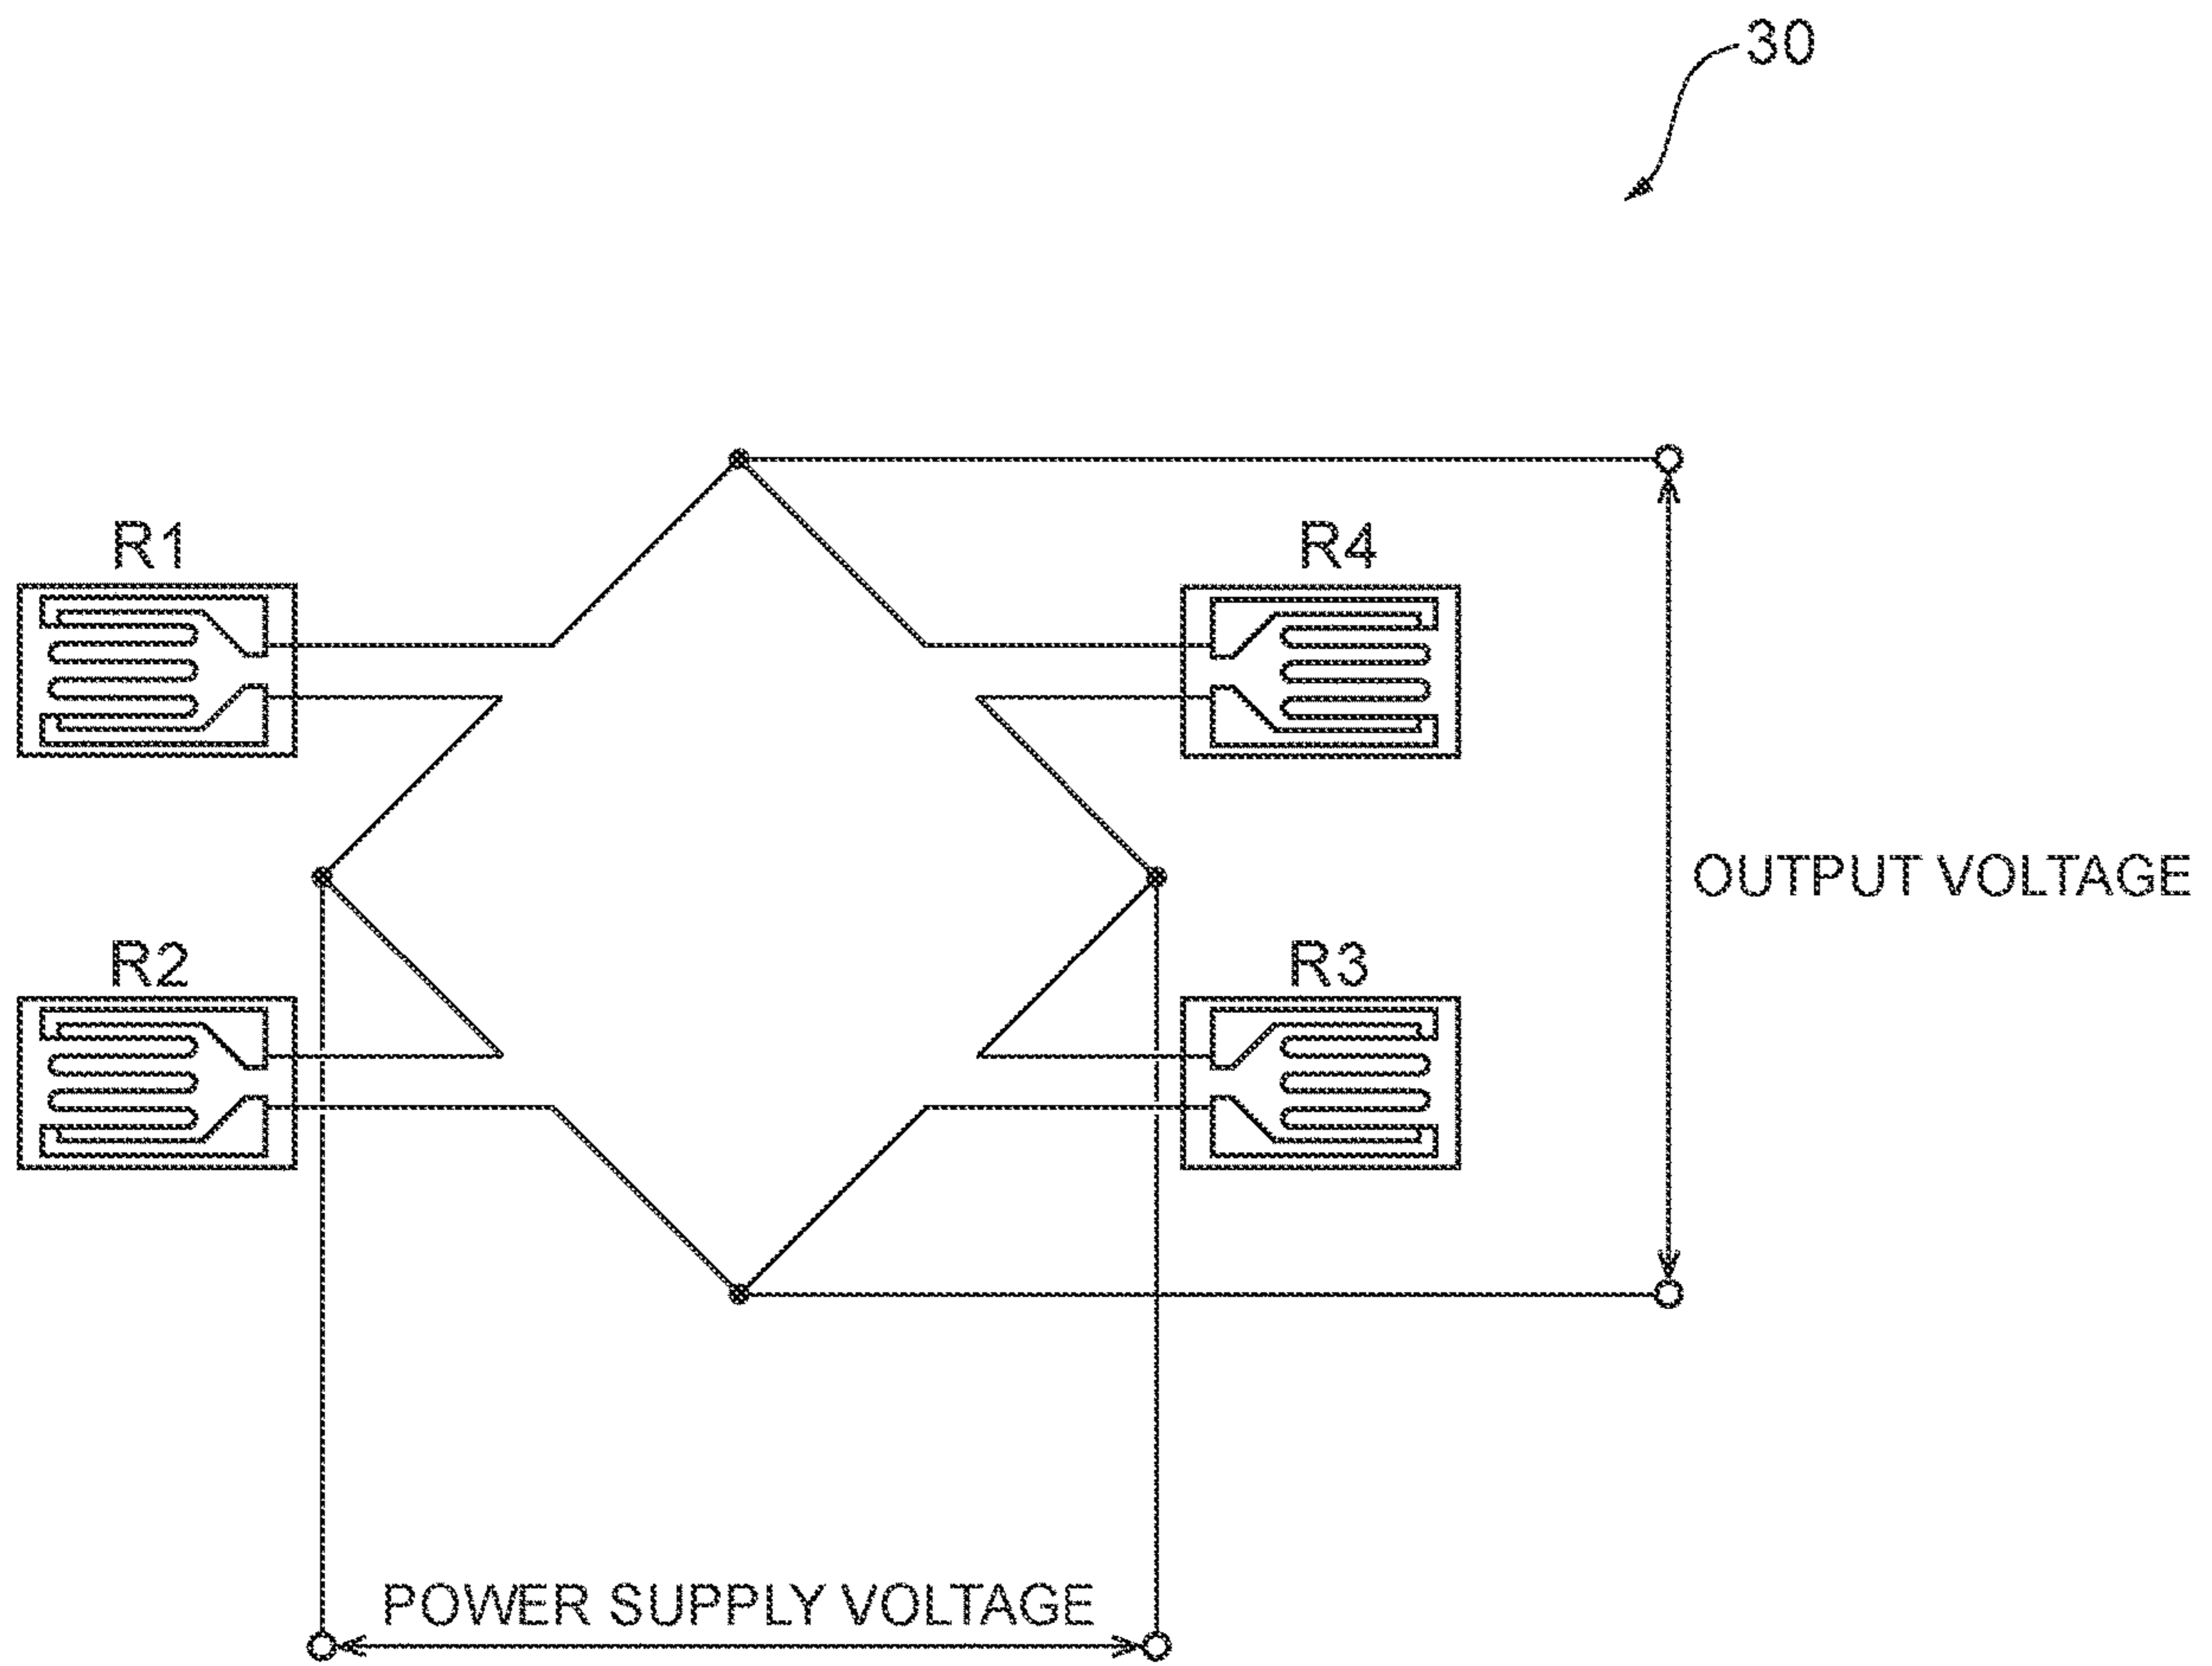 30
R1
R4
OUTPUT VOLTAGE
R2
R3
POWER SUPPLY VOLTAGE